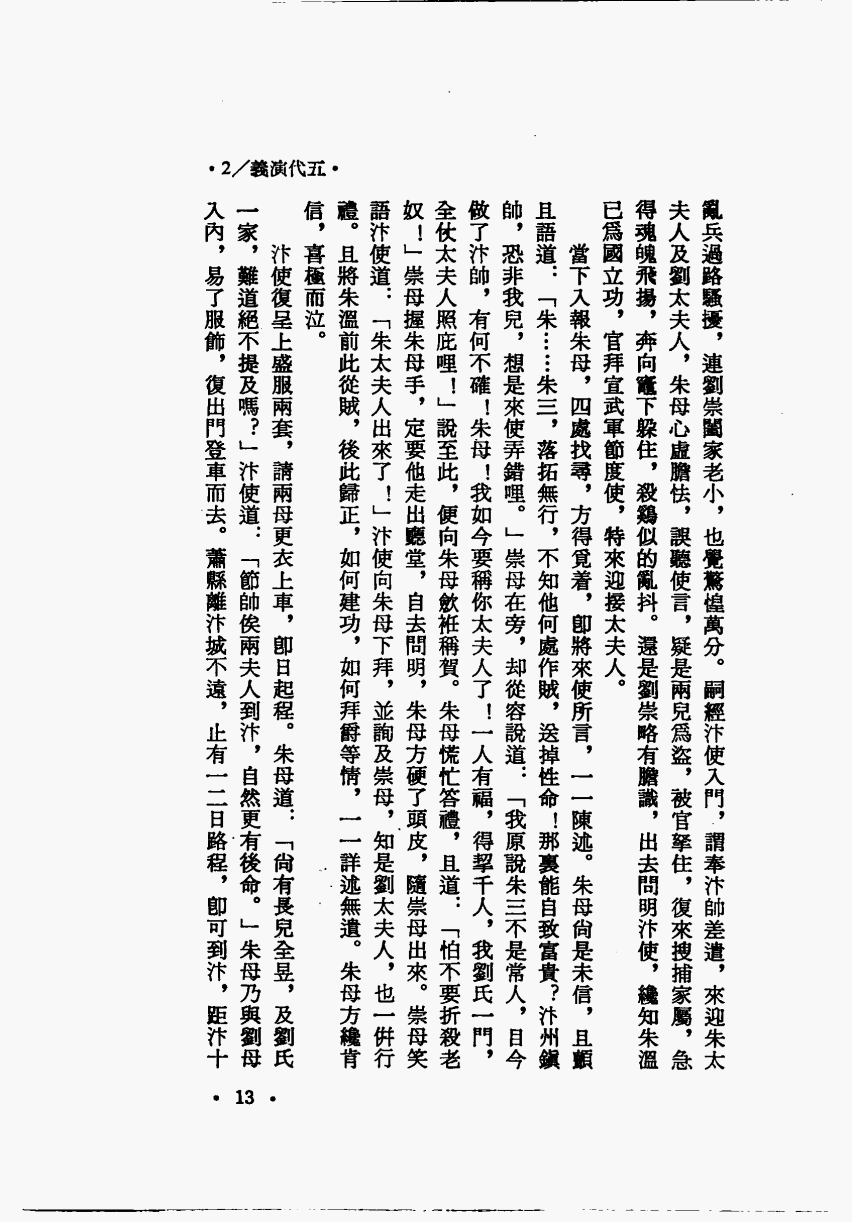 •2／義演代五•
亂兵過路騷擾，連劉崇闔家老小，也覺驚惶萬分。嗣經汴使入門，謂奉汴帥差遣，來迎朱太
夫人及劉太夫人，朱母心虛膽怯，誤聽使言，疑是兩兒爲盜，被官拏住，復來搜捕家屬，急
得魂魄飛揚，奔向竈下躲住，殺鷄似的亂抖。還是劉崇略有膽識，出去問明汴使，纔知朱溫
已爲國立功，官拜宣武軍節度使，特來迎接太夫人。
當下入報朱母，四處找尋，方得覓着，卽將來使所言，一一陳述。朱母尙是未信，且顫
且語道：「朱……朱三，落拓無行，不知他何處作賊，送掉性命！那裏能自致富貴？汴州鎭
帥，恐非我兒，想是來使弄錯哩。」崇母在旁，却從容說道：「我原說朱三不是常人，目今
做了汴帥，有何不確！朱母！我如今要稱你太夫人了！一人有福，得挈千人，我劉氏一門，
全仗太夫人照庇哩！」說至此，便向朱母歛衽稱賀。朱母慌忙答禮，且道：「怕不要折殺老
奴！」崇母握朱母手，定要他走出廳堂，自去問明，朱母方硬了頭皮，隨崇母出來。崇母笑
語汴使道：「朱太夫人出來了！」汴使向朱母下拜，並詢及崇母，知是劉太夫人，也一倂行
禮。且將朱溫前此從賊，後此歸正，如何建功，如何拜爵等情，一一詳述無遺。朱母方纔肯
信，喜極而泣。
汴使復呈上盛服兩套，請兩母更衣上車，卽日起程。朱母道：「尙有長兒全昱，及劉氏
一家，難道絕不提及嗎？」汴使道：「節帥俟兩夫人到汴，自然更有後命。」朱母乃與劉母
入內，易了服飾，復出門登車而去。蕭縣離汴城不遠，止有一二日路程，卽可到汴，距汴十
•13•